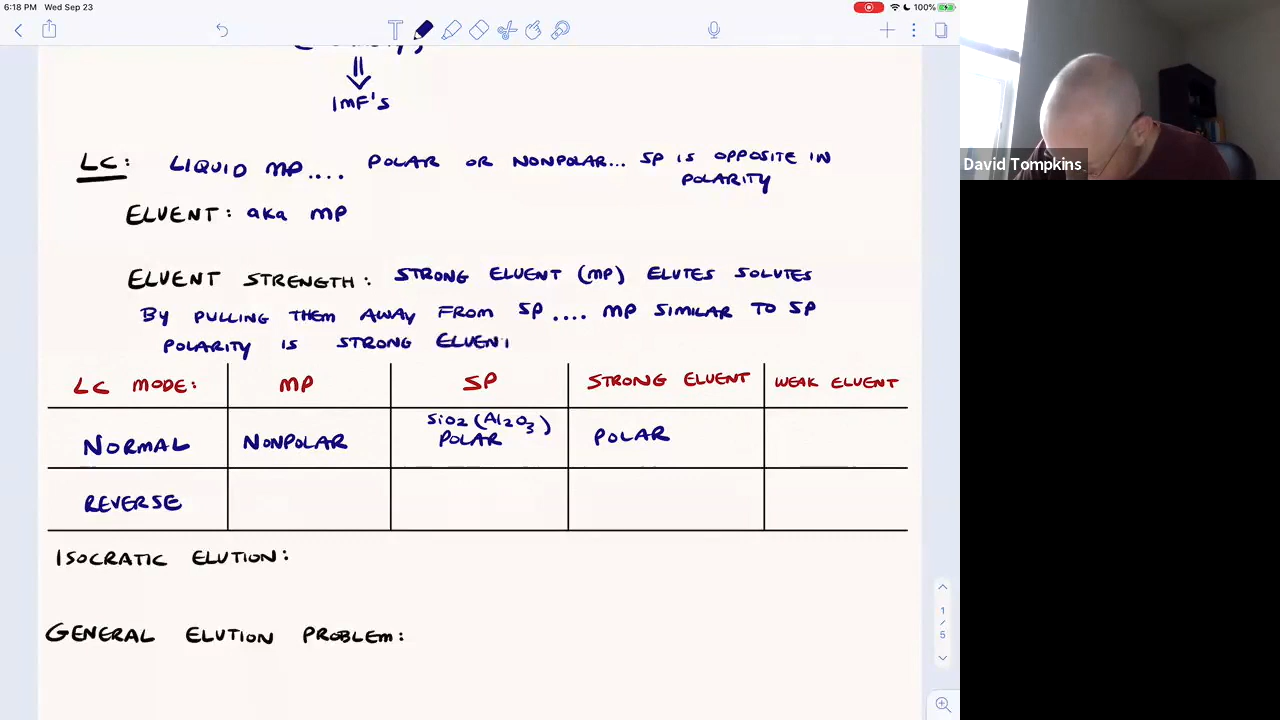 6:18 PM Wed Sep 23
100%
T
IMF's
LC: LIQUID MP.... POLAR OR NONPOLAR... SP IS OPPOSITE IN
POLARITY
ELUENT: aka MP
ELUENT STRENGTH: STRONG ELUENT (MP) ELUTES SOLUTES
BY PULLING THEM AWAY FROM SP.... MP SIMILAR TO SP
POLARITY IS STRONG ELUENT
LC MODE: MP SP STRONG ELUENT WEAK ELUENT
SiO2 (Al2O3)
NORMAL NONPOLAR POLAR POLAR
REVERSE
ISOCRATIC ELUTION:
GENERAL ELUTION PROBLEM:
1
/
5
David Tompkins